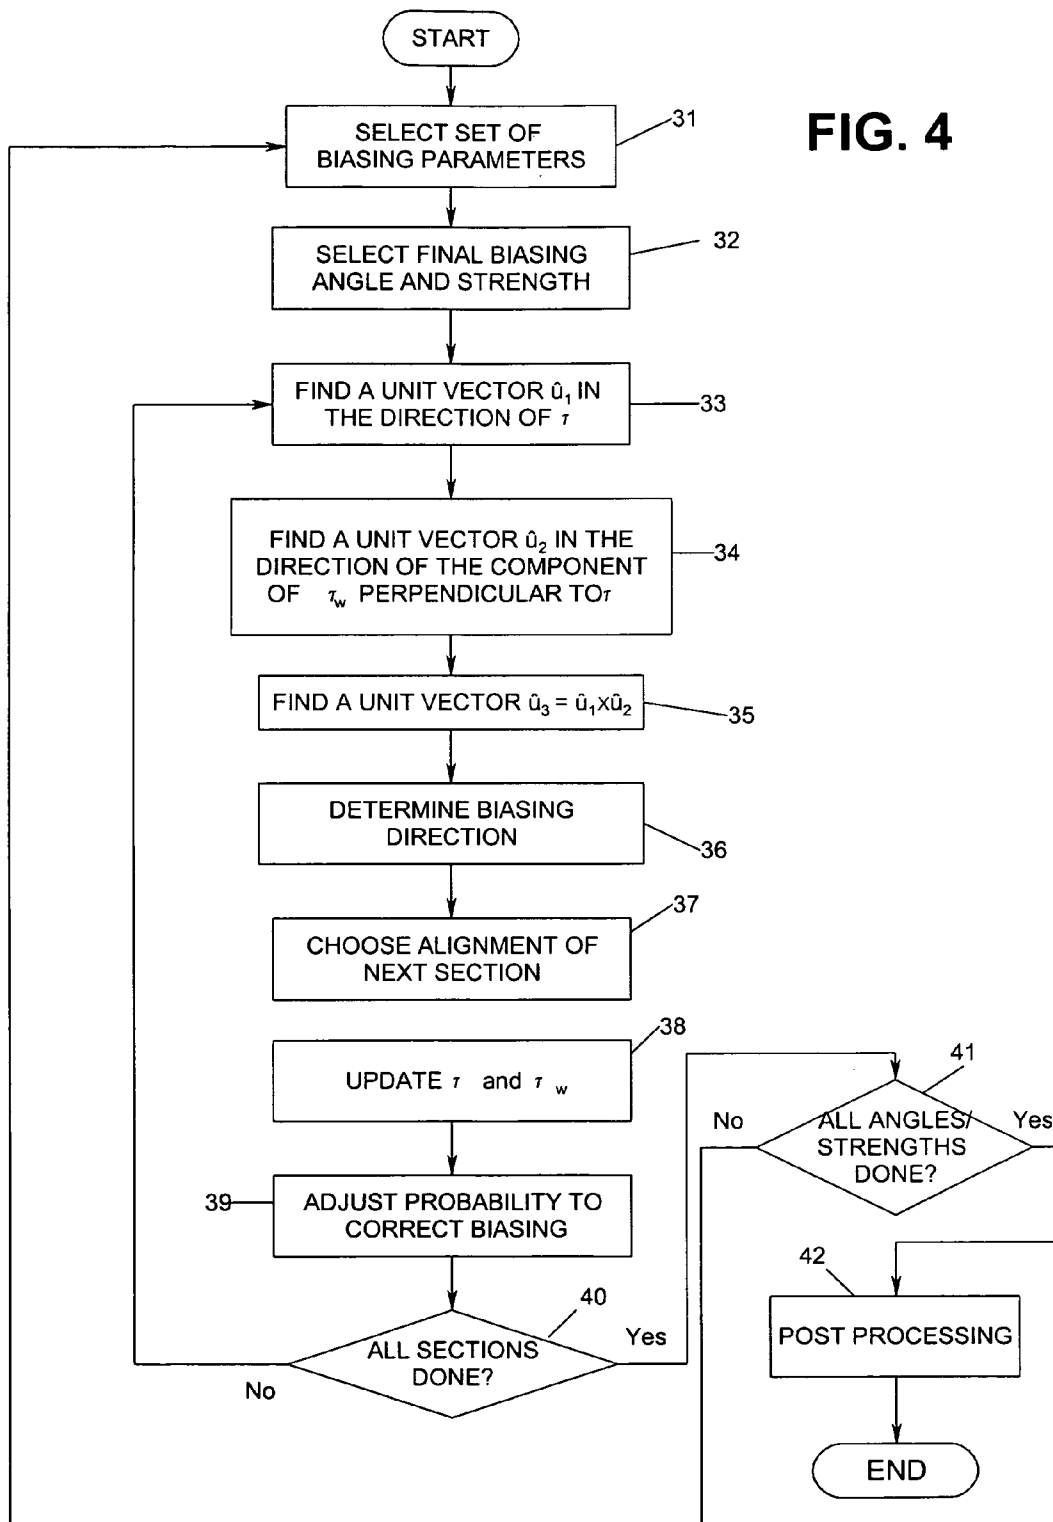 START
FIG. 4
SELECT SET OF
BIASING PARAMETERS
31
SELECT FINAL BIASING
ANGLE AND STRENGTH
32
FIND A UNIT VECTOR û₁ IN
THE DIRECTION OF τ
33
FIND A UNIT VECTOR û₂ IN THE
DIRECTION OF THE COMPONENT
OF τw PERPENDICULAR TO τ
34
FIND A UNIT VECTOR û₃ = û₁xû₂
35
DETERMINE BIASING
DIRECTION
36
CHOOSE ALIGNMENT OF
NEXT SECTION
37
UPDATE τ and τ w
38
ADJUST PROBABILITY TO
CORRECT BIASING
39
ALL SECTIONS
DONE?
40
No
Yes
ALL ANGLES/
STRENGTHS
DONE?
41
No
Yes
POST PROCESSING
42
END